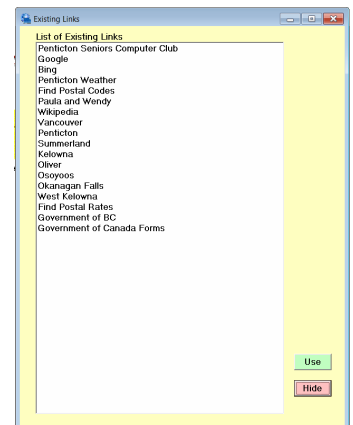 Existing Links
List of Existing Links
Penticton Seniors Computer Club
Google
Bing
Penticton Weather
Find Postal Codes
Paula and Wendy
Wikipedia
Vancouver
Penticton
Summerland
Kelowna
Oliver
Osoyoos
Okanagan Falls
West Kelowna
Find Postal Rates
Government of BC
Government of Canada Forms
Use
Hide